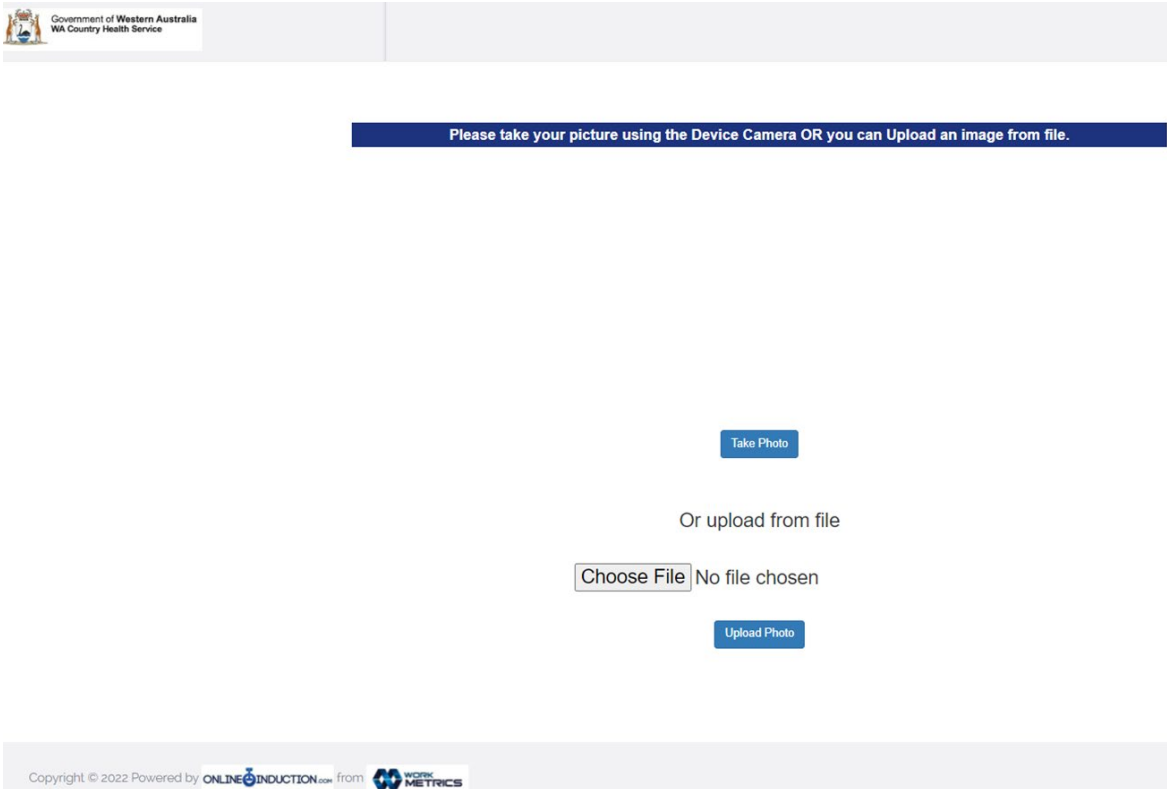 Government of Western Australia
WA Country Health Service
Please take your picture using the Device Camera OR you can Upload an image from file.
Take Photo
Or upload from file
Choose File No file chosen
Upload Photo
Copyright © 2022 Powered by ONLINEINDUCTION.COM from WORK METRICS